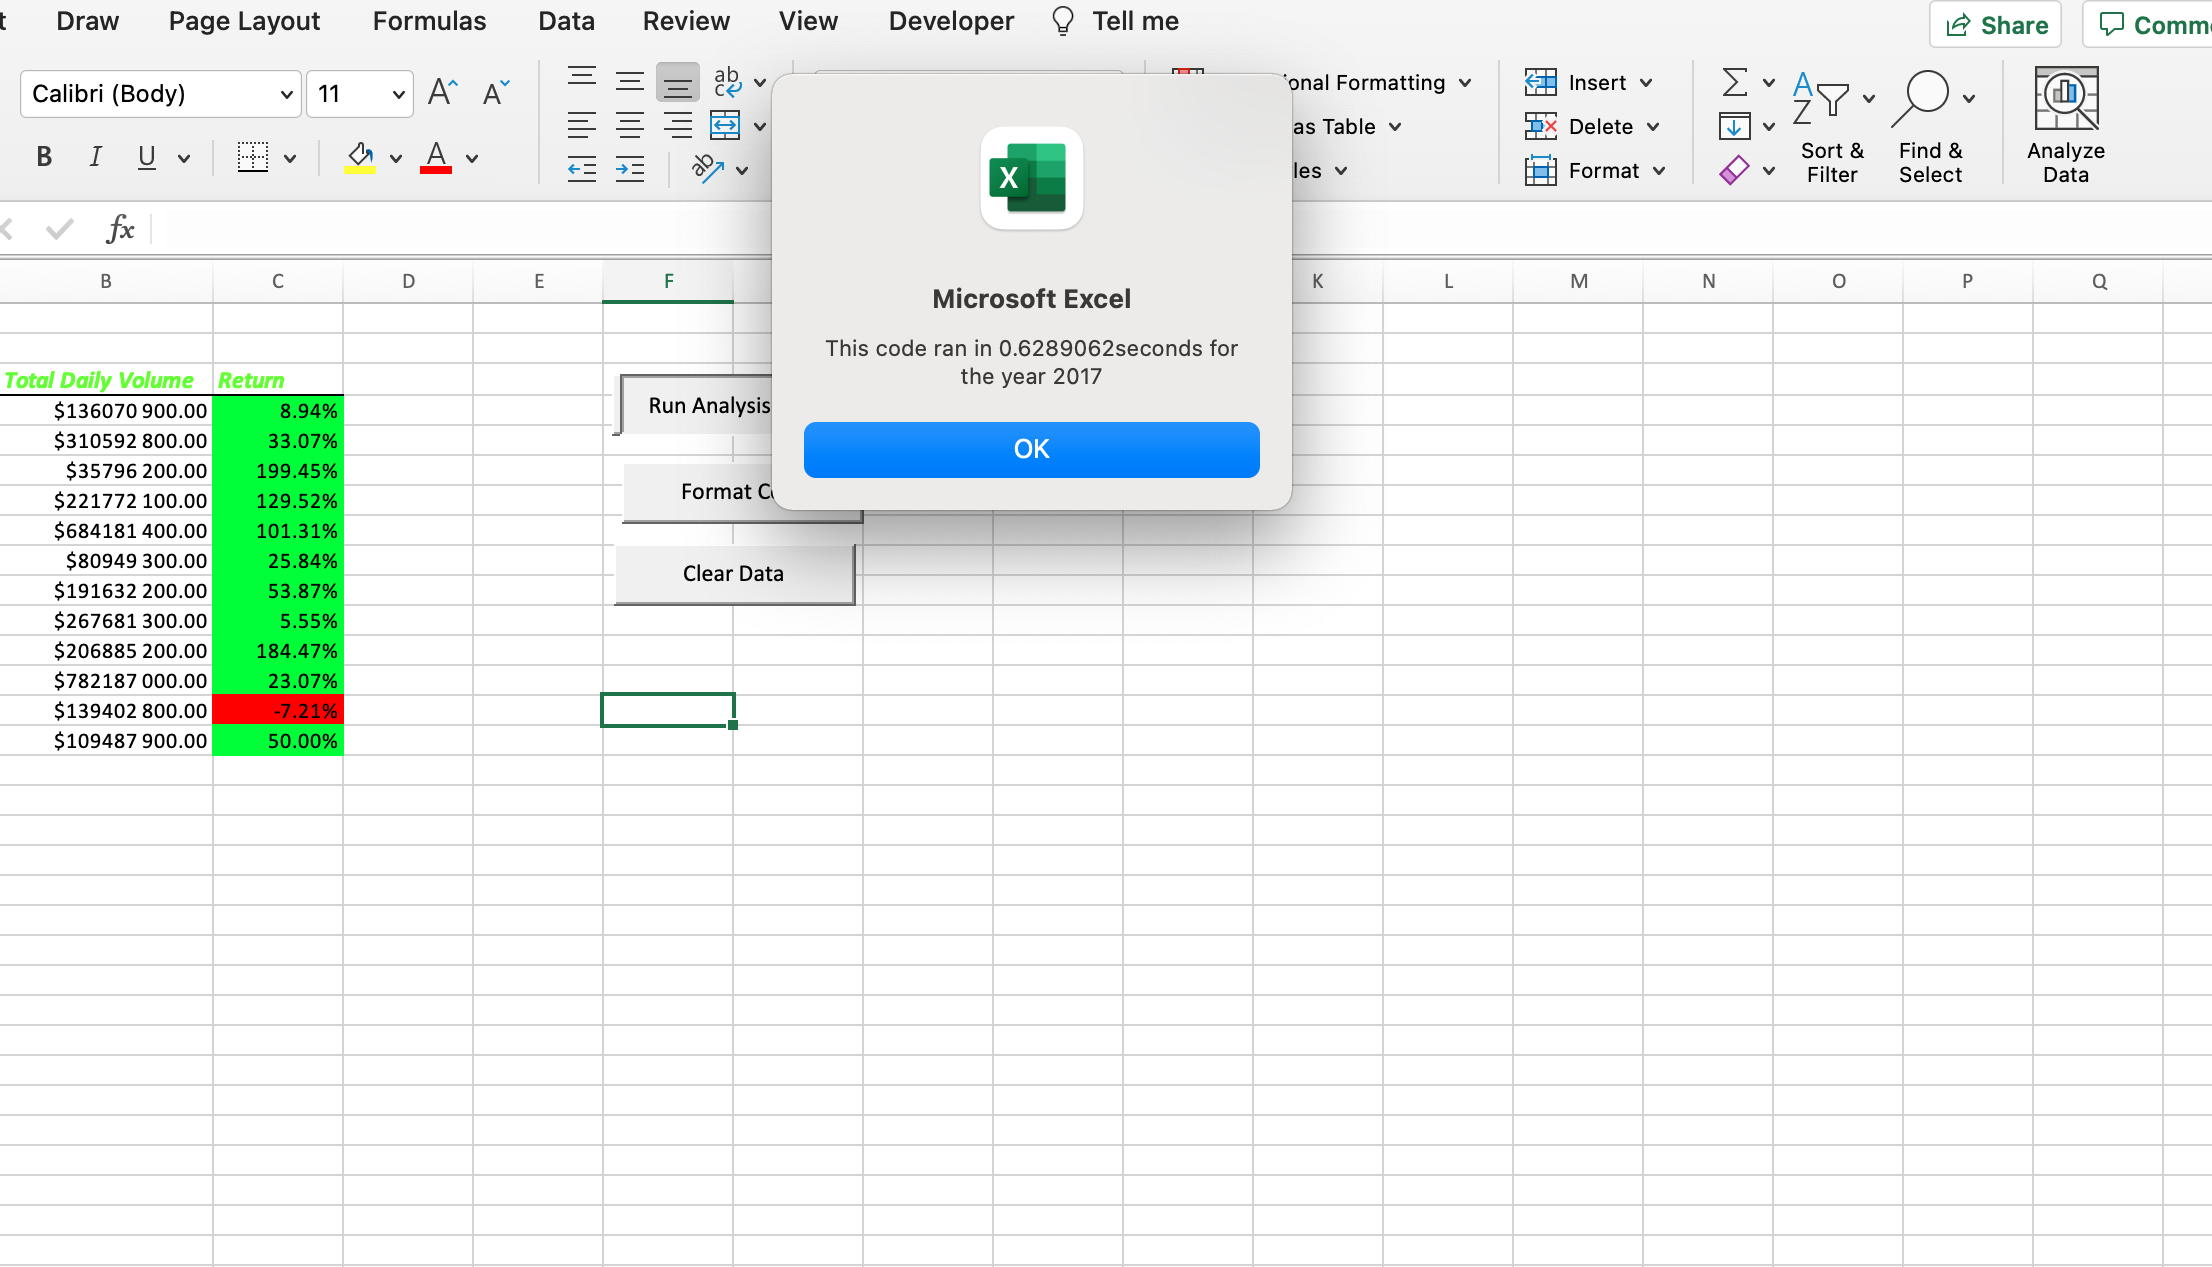 Draw Page Layout Formulas Data Review View Developer Tell me Share
Calibri (Body) 11 A A ab c Formatting Insert Σ A Z
as Table Delete
B I U A ab Format Sort & Filter Find & Select Analyze Data
fx
B C D E F K L M N O P Q
X
Microsoft Excel
This code ran in 0.6289062seconds for
the year 2017
OK
Total Daily Volume Return
$136070 900.00 8.94% Run Analysis
$310592 800.00 33.07%
$35796 200.00 199.45%
$221772 100.00 129.52% Format
$684181 400.00 101.31%
$80949 300.00 25.84% Clear Data
$191632 200.00 53.87%
$267681 300.00 5.55%
$206885 200.00 184.47%
$782187 000.00 23.07%
$139402 800.00 -7.21%
$109487 900.00 50.00%